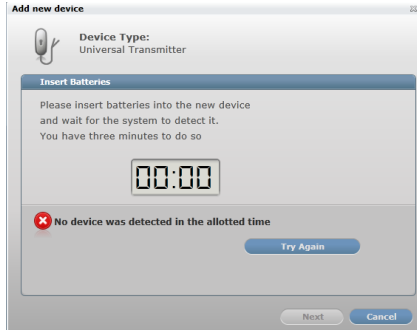 Add new device
Device Type:
Universal Transmitter
Insert Batteries
Please insert batteries into the new device
and wait for the system to detect it.
You have three minutes to do so
00:00
No device was detected in the allotted time
Try Again
Next
Cancel